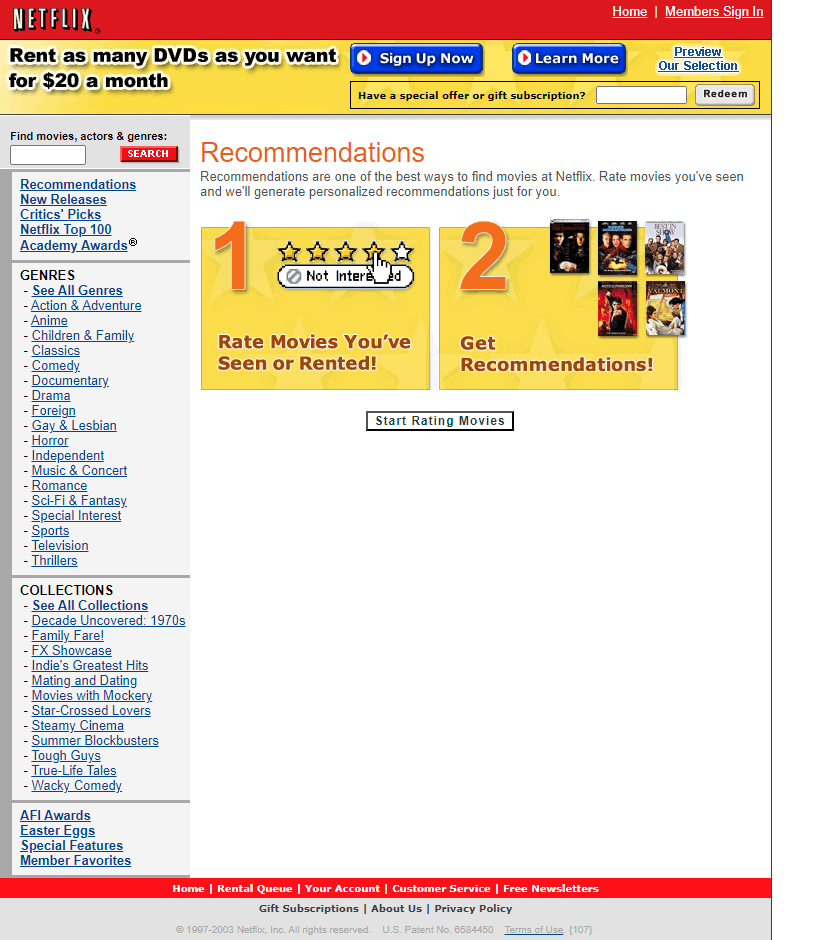 NETFLIX
Home | Members Sign In
Rent as many DVDs as you want
for $20 a month
Sign Up Now
Learn More
Preview
Our Selection
Have a special offer or gift subscription?
Redeem
Find movies, actors & genres:
SEARCH
Recommendations
New Releases
Critics' Picks
Netflix Top 100
Academy Awards®
GENRES
- See All Genres
- Action & Adventure
- Anime
- Children & Family
- Classics
- Comedy
- Documentary
- Drama
- Foreign
- Gay & Lesbian
- Horror
- Independent
- Music & Concert
- Romance
- Sci-Fi & Fantasy
- Special Interest
- Sports
- Television
- Thrillers
COLLECTIONS
- See All Collections
- Decade Uncovered: 1970s
- Family Fare!
- FX Showcase
- Indie's Greatest Hits
- Mating and Dating
- Movies with Mockery
- Star-Crossed Lovers
- Steamy Cinema
- Summer Blockbusters
- Tough Guys
- True-Life Tales
- Wacky Comedy
AFI Awards
Easter Eggs
Special Features
Member Favorites
Recommendations
Recommendations are one of the best ways to find movies at Netflix. Rate movies you've seen
and we'll generate personalized recommendations just for you.
1
Not Interested
Rate Movies You've
Seen or Rented!
2
BEST IN
SHOW
VALMONT
Get
Recommendations!
Start Rating Movies
Home | Rental Queue | Your Account | Customer Service | Free Newsletters
Gift Subscriptions | About Us | Privacy Policy
© 1997-2003 Netflix, Inc. All rights reserved. U.S. Patent No. 6584450 Terms of Use. {107}